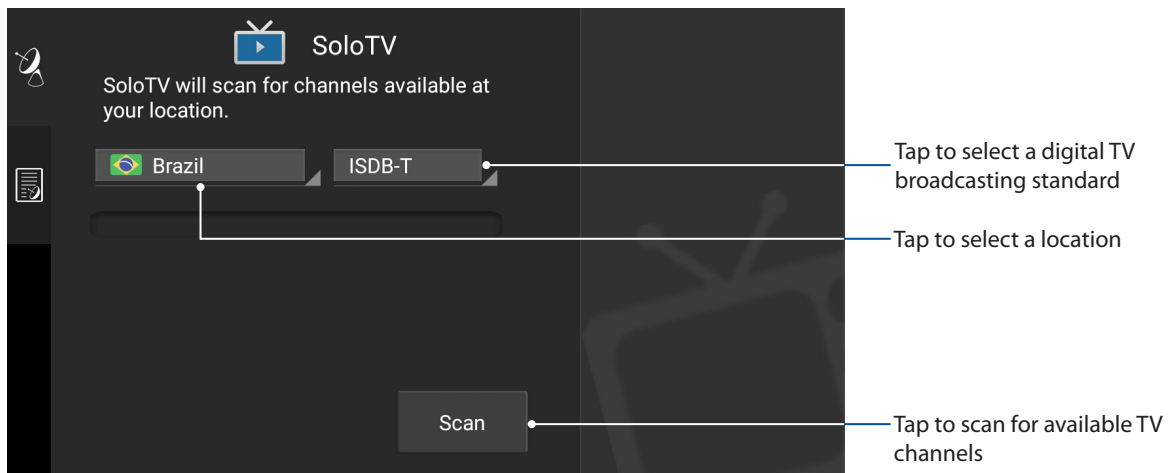 SoloTV
SoloTV will scan for channels available at
your location.
Brazil
ISDB-T
Tap to select a digital TV
broadcasting standard
Tap to select a location
Scan
Tap to scan for available TV
channels